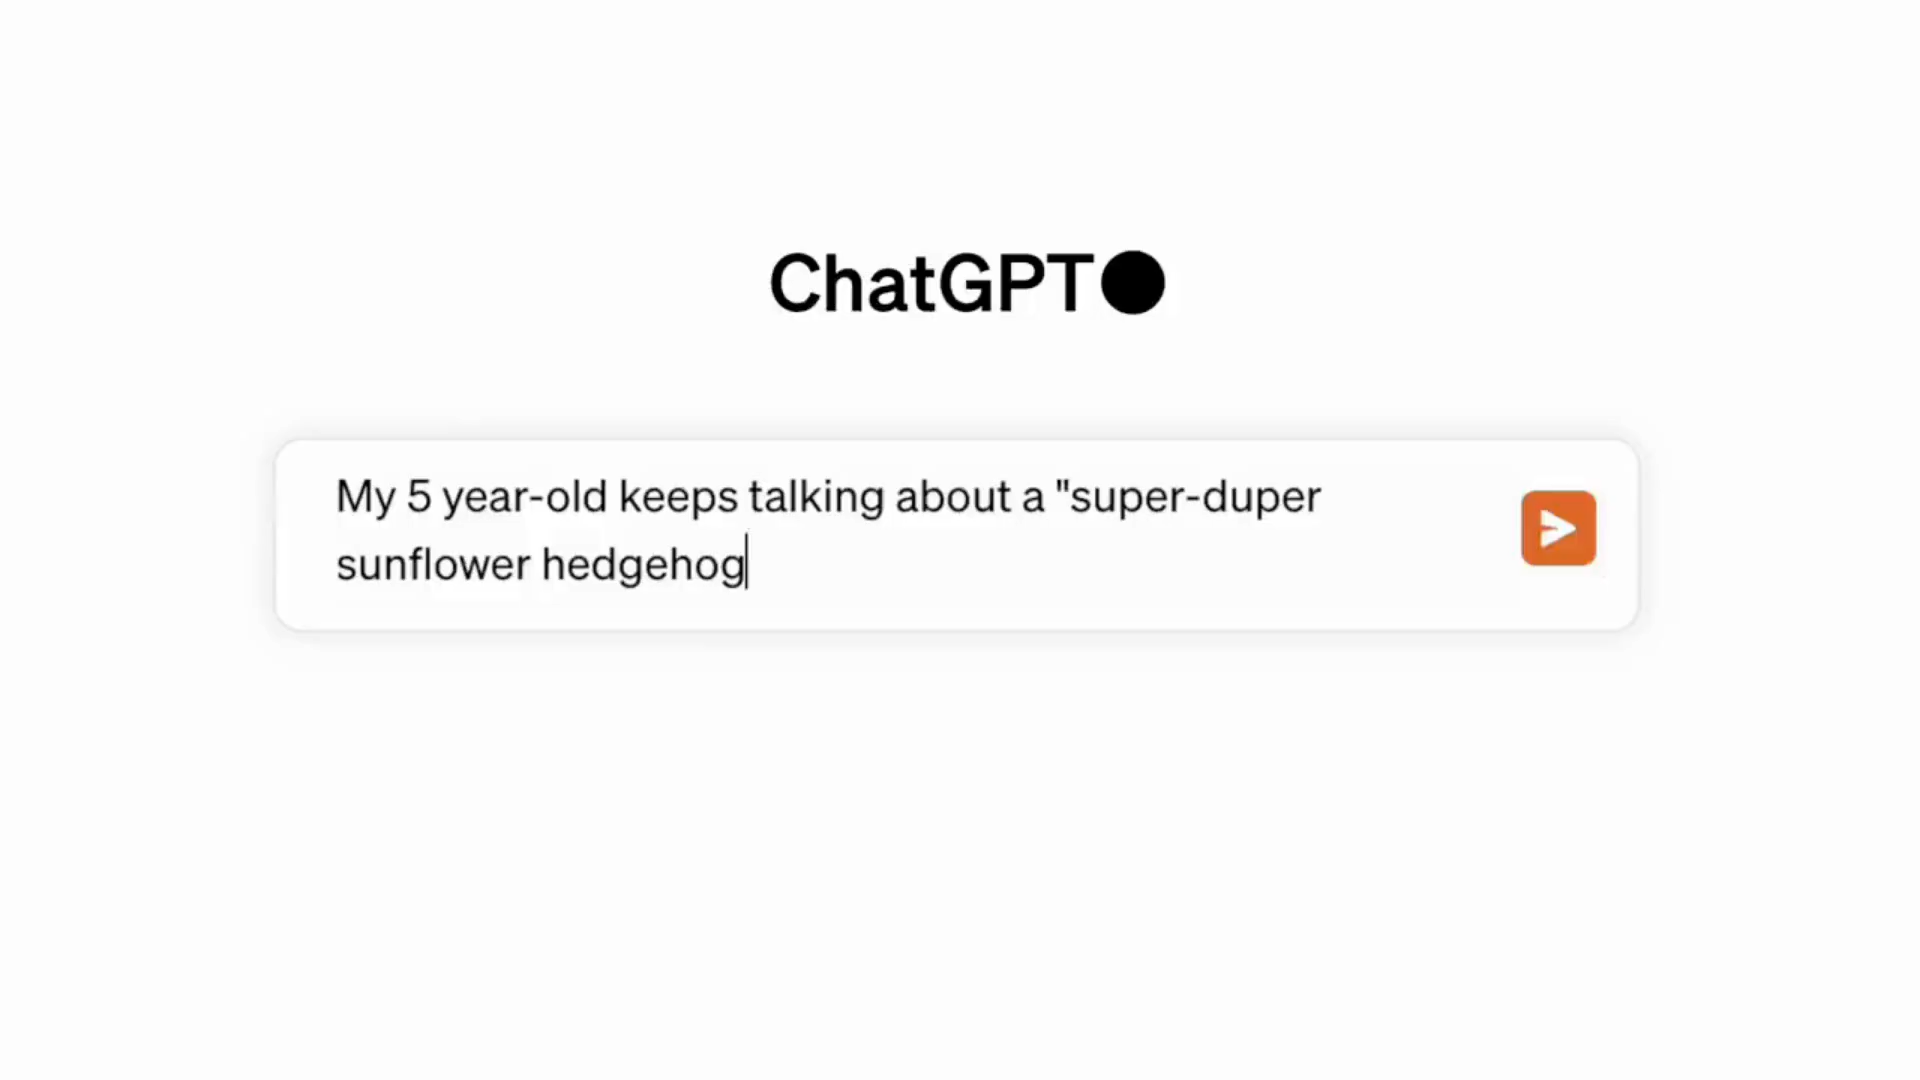 ChatGPT
My 5 year-old keeps talking about a "super-duper
sunflower hedgehog